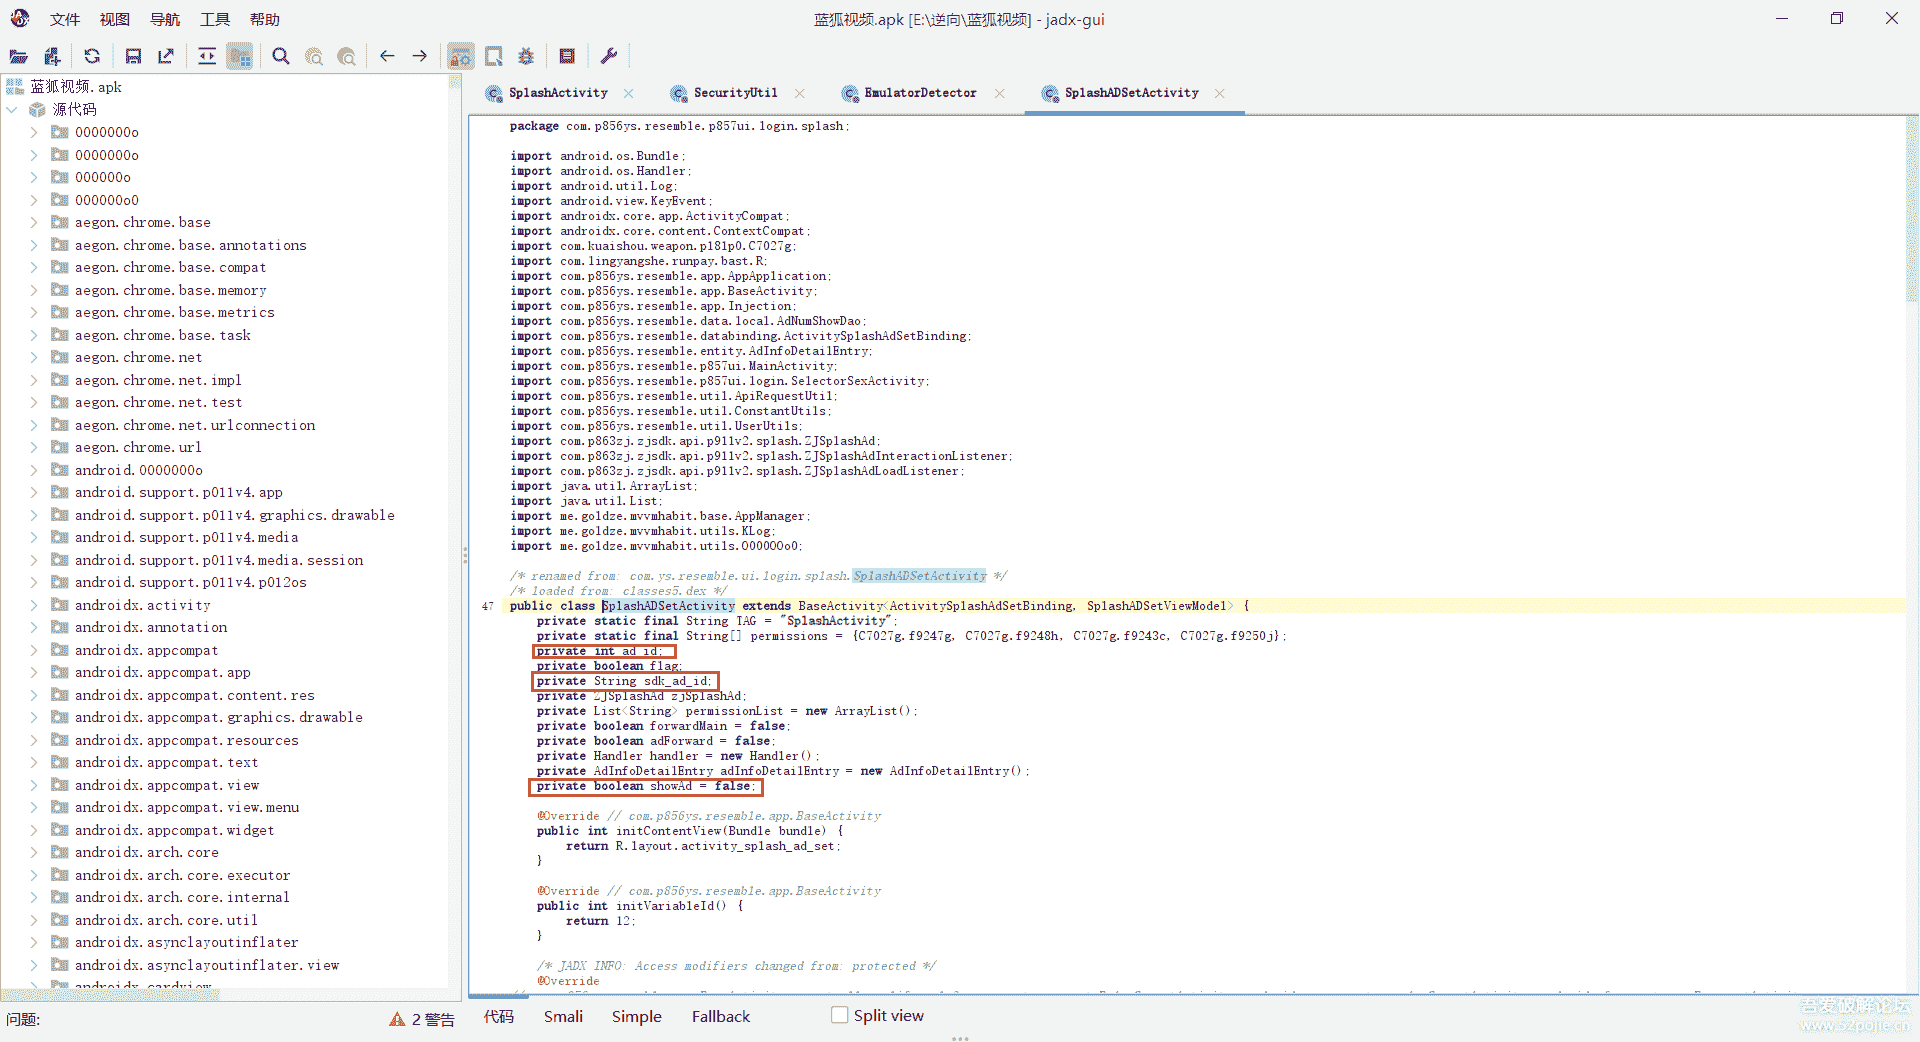 文件 视图 导航 工具 帮助
蓝狐视频.apk [E:\逆向\蓝狐视频] - jadx-gui
蓝狐视频.apk
源代码
0000000o
0000000o
000000o
000000o0
aegon.chrome.base
aegon.chrome.base.annotations
aegon.chrome.base.compat
aegon.chrome.base.memory
aegon.chrome.base.metrics
aegon.chrome.base.task
aegon.chrome.net
aegon.chrome.net.impl
aegon.chrome.net.test
aegon.chrome.net.urlconnection
aegon.chrome.url
android.0000000o
android.support.p011v4.app
android.support.p011v4.graphics.drawable
android.support.p011v4.media
android.support.p011v4.media.session
android.support.p011v4.p012os
androidx.activity
androidx.annotation
androidx.appcompat
androidx.appcompat.app
androidx.appcompat.content.res
androidx.appcompat.graphics.drawable
androidx.appcompat.resources
androidx.appcompat.text
androidx.appcompat.view
androidx.appcompat.view.menu
androidx.appcompat.widget
androidx.arch.core
androidx.arch.core.executor
androidx.arch.core.internal
androidx.arch.core.util
androidx.asynclayoutinflater
androidx.asynclayoutinflater.view
androidx.cardview
SplashActivity SecurityUtil EmulatorDetector SplashADSetActivity
package com.p856ys.resemble.p857ui.login.splash;
import android.os.Bundle;
import android.os.Handler;
import android.util.Log;
import android.view.KeyEvent;
import androidx.core.app.ActivityCompat;
import androidx.core.content.ContextCompat;
import com.kuaishou.weapon.p181p0.C7027g;
import com.lingyangshe.runpay.bast.R;
import com.p856ys.resemble.app.AppApplication;
import com.p856ys.resemble.app.BaseActivity;
import com.p856ys.resemble.app.Injection;
import com.p856ys.resemble.data.local.AdNumShowDao;
import com.p856ys.resemble.databinding.ActivitySplashAdSetBinding;
import com.p856ys.resemble.entity.AdInfoDetailEntry;
import com.p856ys.resemble.p857ui.MainActivity;
import com.p856ys.resemble.p857ui.login.SelectorSexActivity;
import com.p856ys.resemble.util.ApiRequestUtil;
import com.p856ys.resemble.util.ConstantUtils;
import com.p856ys.resemble.util.UserUtils;
import com.p863zj.zjsdk.api.p911v2.splash.ZJSplashAd;
import com.p863zj.zjsdk.api.p911v2.splash.ZJSplashAdInteractionListener;
import com.p863zj.zjsdk.api.p911v2.splash.ZJSplashAdLoadListener;
import java.util.ArrayList;
import java.util.List;
import me.goldze.mvvmhabit.base.AppManager;
import me.goldze.mvvmhabit.utils.KLog;
import me.goldze.mvvmhabit.utils.O00000o0;
/* renamed from: com.ys.resemble.ui.login.splash.SplashADSetActivity */
/* loaded from: classes5.dex */
47 public class SplashADSetActivity extends BaseActivity<ActivitySplashAdSetBinding, SplashADSetViewModel> {
private static final String TAG = "SplashActivity";
private static final String[] permissions = {C7027g.f9247g, C7027g.f9248h, C7027g.f9243c, C7027g.f9250j};
private int ad_id;
private boolean flag;
private String sdk_ad_id;
private ZJSplashAd zjSplashAd;
private List<String> permissionList = new ArrayList();
private boolean forwardMain = false;
private boolean adForward = false;
private Handler handler = new Handler();
private AdInfoDetailEntry adInfoDetailEntry = new AdInfoDetailEntry();
private boolean showAd = false;
@Override // com.p856ys.resemble.app.BaseActivity
public int initContentView(Bundle bundle) {
return R.layout.activity_splash_ad_set;
}
@Override // com.p856ys.resemble.app.BaseActivity
public int initVariableId() {
return 12;
}
/* JADX INFO: Access modifiers changed from: protected */
@Override
问题: 2 警告 代码 Smali Simple Fallback Split view
吾爱破解论坛
www.52pojie.cn